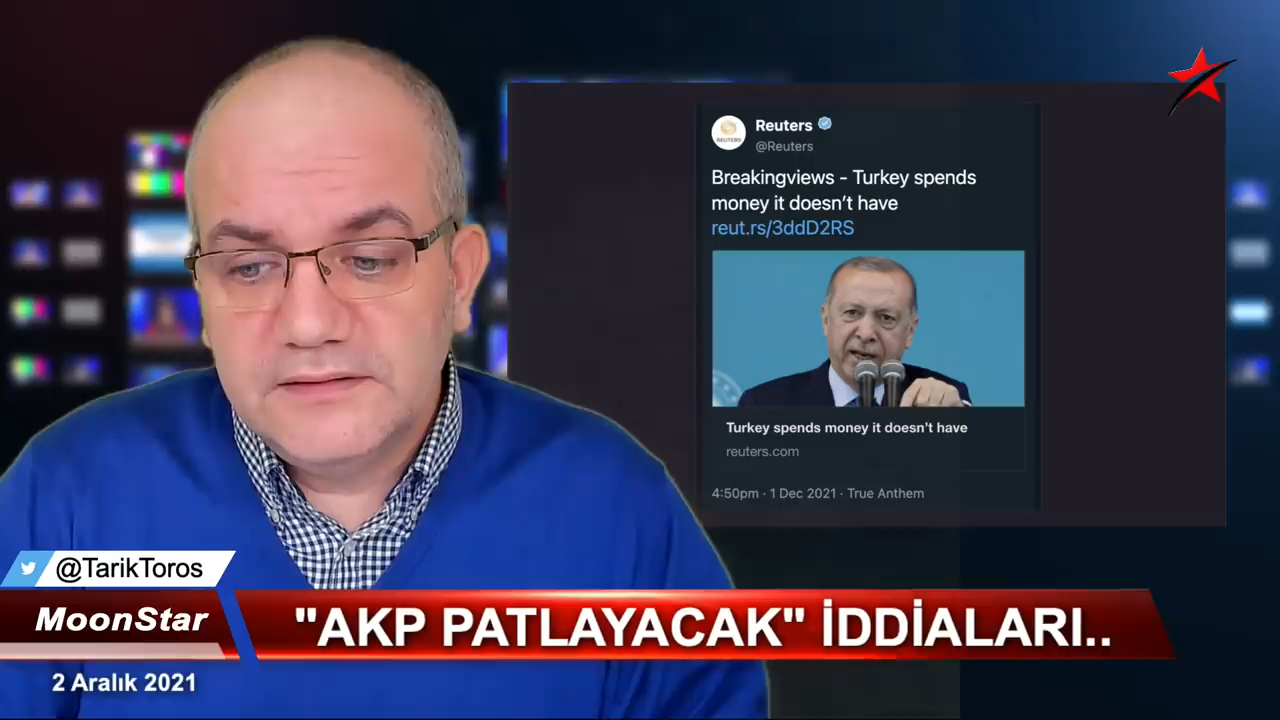 Reuters
REUTERS
@Reuters
Breakingviews - Turkey spends
money it doesn't have
reut.rs/3ddD2RS
Turkey spends money it doesn't have
reuters.com
4:50pm · 1 Dec 2021 · True Anthem
@TarikToros
MoonStar
"AKP PATLAYACAK" İDDİALARI..
2 Aralık 2021